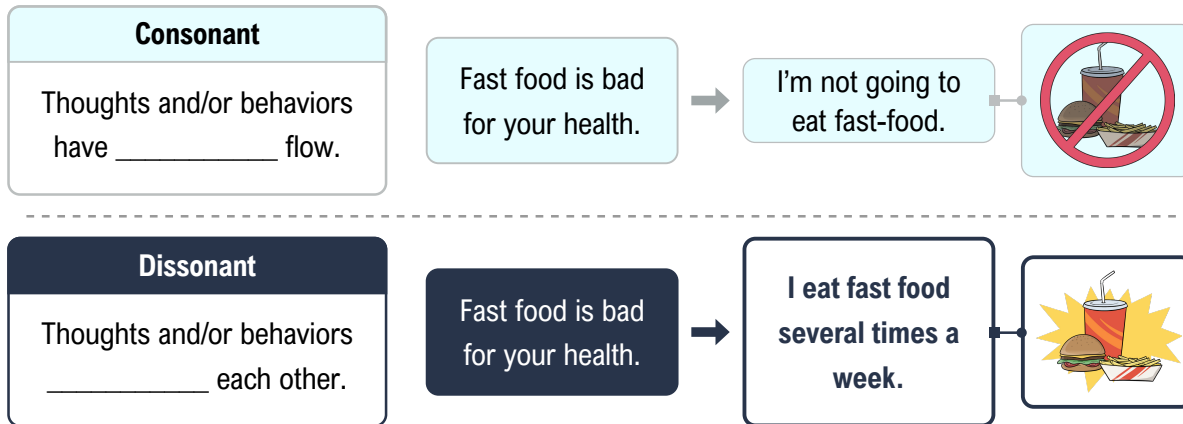 Consonant
Thoughts and/or behaviors
have ___________ flow.
Fast food is bad
for your health.
I'm not going to
eat fast-food.
Dissonant
Thoughts and/or behaviors
___________ each other.
Fast food is bad
for your health.
I eat fast food
several times a
week.